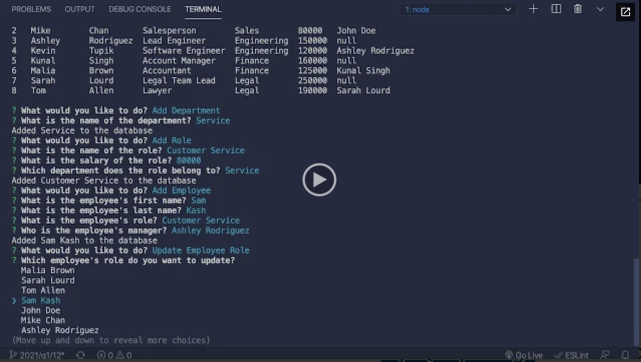 PROBLEMS OUTPUT DEBUG CONSOLE TERMINAL 1: node
2 Mike Chan Salesperson Sales 80000 John Doe
3 Ashley Rodriguez Lead Engineer Engineering 150000 null
4 Kevin Tupik Software Engineer Engineering 120000 Ashley Rodriguez
5 Kunal Singh Account Manager Finance 160000 null
6 Malia Brown Accountant Finance 125000 Kunal Singh
7 Sarah Lourd Legal Team Lead Legal 250000 null
8 Tom Allen Lawyer Legal 190000 Sarah Lourd
? What would you like to do? Add Department
? What is the name of the department? Service
Added Service to the database
? What would you like to do? Add Role
? What is the name of the role? Customer Service
? What is the salary of the role? 80000
? Which department does the role belong to? Service
Added Customer Service to the database
? What would you like to do? Add Employee
? What is the employee's first name? Sam
? What is the employee's last name? Kash
? What is the employee's role? Customer Service
? Who is the employee's manager? Ashley Rodriguez
Added Sam Kash to the database
? What would you like to do? Update Employee Role
? Which employee's role do you want to update?
Malia Brown
Sarah Lourd
Tom Allen
❯ Sam Kash
John Doe
Mike Chan
Ashley Rodriguez
(Move up and down to reveal more choices)
2021/q1/12* 0 0 Go Live ESLint